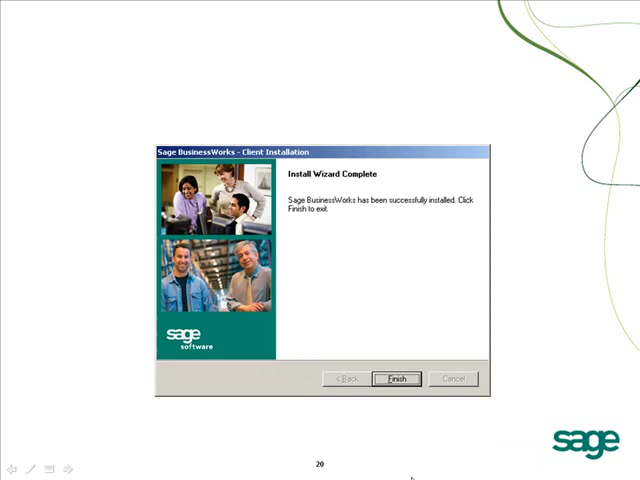 Sage BusinessWorks - Client Installation
Install Wizard Complete
Sage BusinessWorks has been successfully installed. Click
Finish to exit.
sage
software
< Back
Finish
Cancel
sage
20